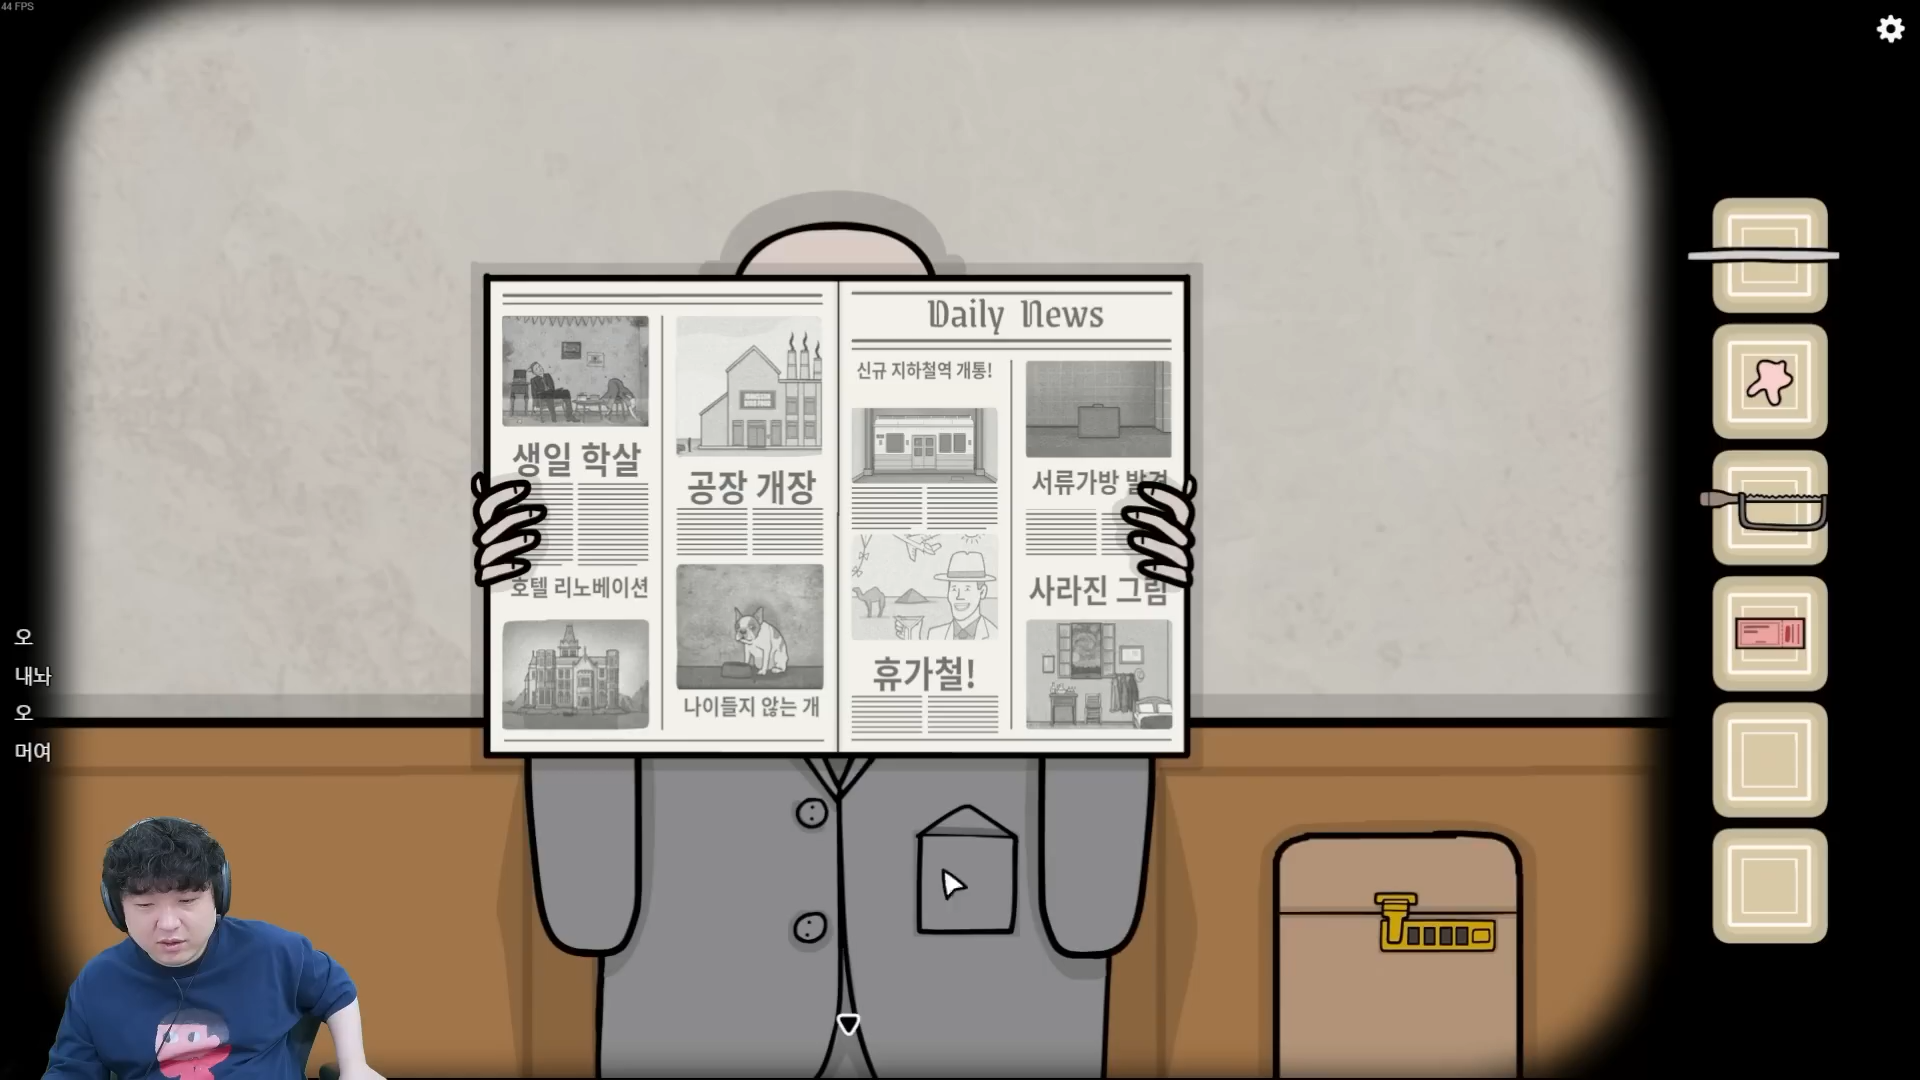 44 FPS
Daily News
생일 학살
호텔 리노베이션
공장 개장
나이들지 않는 개
신규 지하철역 개통!
휴가철!
서류가방 발견
사라진 그림
오
내놔
오
머여